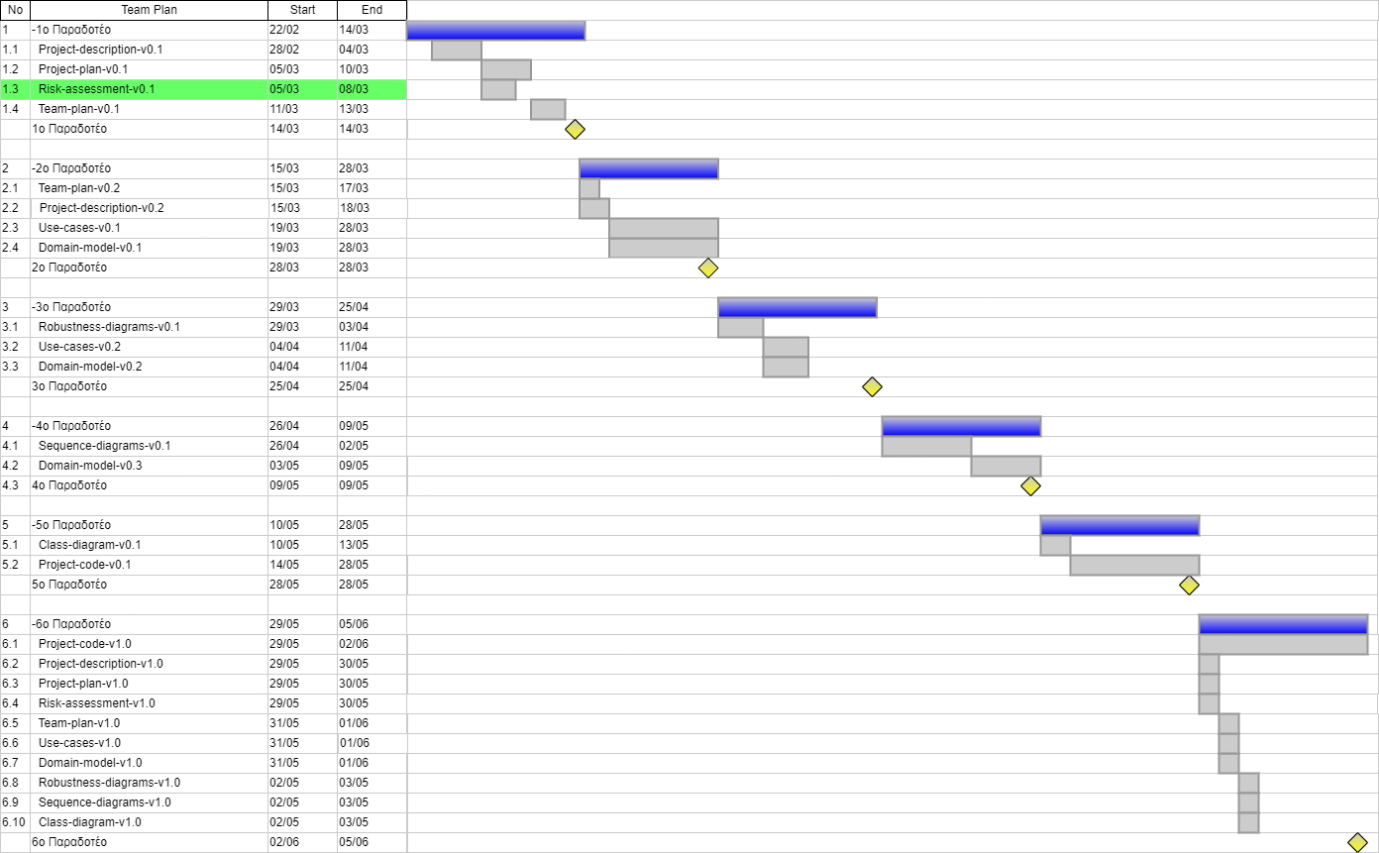 No Team Plan Start End
1 -1ο Παραδοτέο 22/02 14/03
1.1 Project-description-v0.1 28/02 04/03
1.2 Project-plan-v0.1 05/03 10/03
1.3 Risk-assessment-v0.1 05/03 08/03
1.4 Team-plan-v0.1 11/03 13/03
1ο Παραδοτέο 14/03 14/03
2 -2ο Παραδοτέο 15/03 28/03
2.1 Team-plan-v0.2 15/03 17/03
2.2 Project-description-v0.2 15/03 18/03
2.3 Use-cases-v0.1 19/03 28/03
2.4 Domain-model-v0.1 19/03 28/03
2ο Παραδοτέο 28/03 28/03
3 -3ο Παραδοτέο 29/03 25/04
3.1 Robustness-diagrams-v0.1 29/03 03/04
3.2 Use-cases-v0.2 04/04 11/04
3.3 Domain-model-v0.2 04/04 11/04
3ο Παραδοτέο 25/04 25/04
4 -4ο Παραδοτέο 26/04 09/05
4.1 Sequence-diagrams-v0.1 26/04 02/05
4.2 Domain-model-v0.3 03/05 09/05
4.3 4ο Παραδοτέο 09/05 09/05
5 -5ο Παραδοτέο 10/05 28/05
5.1 Class-diagram-v0.1 10/05 13/05
5.2 Project-code-v0.1 14/05 28/05
5ο Παραδοτέο 28/05 28/05
6 -6ο Παραδοτέο 29/05 05/06
6.1 Project-code-v1.0 29/05 02/06
6.2 Project-description-v1.0 29/05 30/05
6.3 Project-plan-v1.0 29/05 30/05
6.4 Risk-assessment-v1.0 29/05 30/05
6.5 Team-plan-v1.0 31/05 01/06
6.6 Use-cases-v1.0 31/05 01/06
6.7 Domain-model-v1.0 31/05 01/06
6.8 Robustness-diagrams-v1.0 02/05 03/05
6.9 Sequence-diagrams-v1.0 02/05 03/05
6.10 Class-diagram-v1.0 02/05 03/05
6ο Παραδοτέο 02/06 05/06